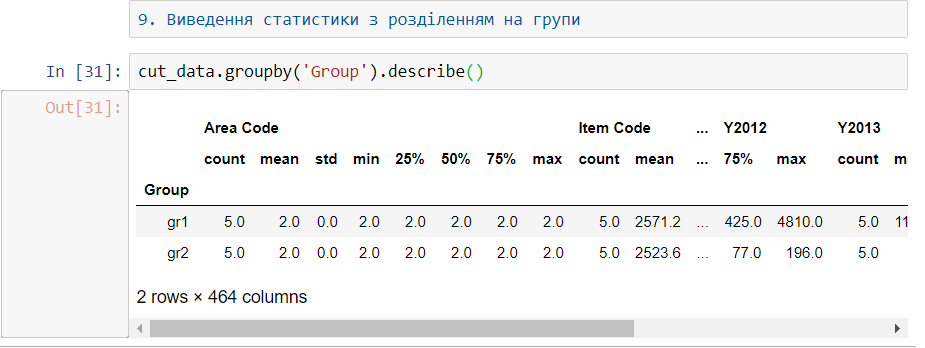 9. Виведення статистики з розділенням на групи
In [31]: cut_data.groupby('Group').describe()
Out[31]:
Area Code Item Code ... Y2012 Y2013
count mean std min 25% 50% 75% max count mean ... 75% max count m
Group
gr1 5.0 2.0 0.0 2.0 2.0 2.0 2.0 2.0 5.0 2571.2 ... 425.0 4810.0 5.0 11
gr2 5.0 2.0 0.0 2.0 2.0 2.0 2.0 2.0 5.0 2523.6 ... 77.0 196.0 5.0
2 rows × 464 columns